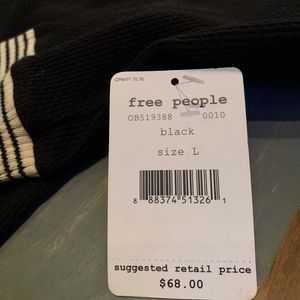 free people
OB519388 0010
black
size L
8 88374 51326 1
suggested retail price
$68.00